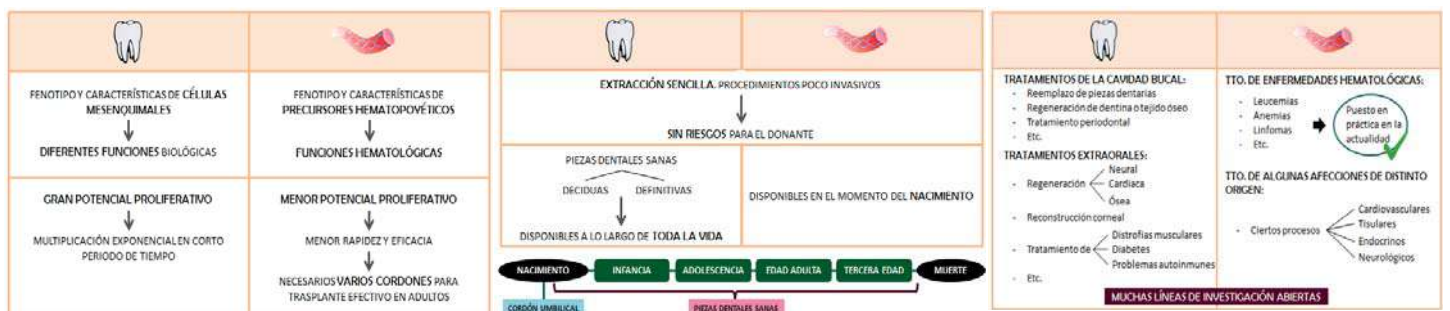 FENOTIPO Y CARACTERÍSTICAS DE CÉLULAS
MESENQUIMALES
DIFERENTES FUNCIONES BIOLÓGICAS
FENOTIPO Y CARACTERÍSTICAS DE
PRECURSORES HEMATOPOYÉTICOS
FUNCIONES HEMATOLÓGICAS
GRAN POTENCIAL PROLIFERATIVO
MULTIPLICACIÓN EXPONENCIAL EN CORTO
PERIODO DE TIEMPO
MENOR POTENCIAL PROLIFERATIVO
MENOR RAPIDEZ Y EFICACIA
NECESARIOS VARIOS CORDONES PARA
TRASPLANTE EFECTIVO EN ADULTOS
EXTRACCIÓN SENCILLA. PROCEDIMIENTOS POCO INVASIVOS
SIN RIESGOS PARA EL DONANTE
PIEZAS DENTALES SANAS
DECIDUAS DEFINITIVAS
DISPONIBLES A LO LARGO DE TODA LA VIDA
DISPONIBLES EN EL MOMENTO DEL NACIMIENTO
NACIMIENTO INFANCIA ADOLESCENCIA EDAD ADULTA TERCERA EDAD MUERTE
CORDÓN UMBILICAL PIEZAS DENTALES SANAS
TRATAMIENTOS DE LA CAVIDAD BUCAL:
- Reemplazo de piezas dentarias
- Regeneración de dentina o tejido óseo
- Tratamiento periodontal
- Etc.
TRATAMIENTOS EXTRAORALES:
- Regeneración
Neural
Cardiaca
Ósea
- Reconstrucción corneal
- Tratamiento de
Distrofias musculares
Diabetes
Problemas autoinmunes
- Etc.
TTO. DE ENFERMEDADES HEMATOLÓGICAS:
- Leucemias
- Anemias
- Linfomas
- Etc.
Puesto en
práctica en la
actualidad
TTO. DE ALGUNAS AFECCIONES DE DISTINTO
ORIGEN:
- Ciertos procesos
Cardiovasculares
Tisulares
Endocrinos
Neurológicos
MUCHAS LÍNEAS DE INVESTIGACIÓN ABIERTAS